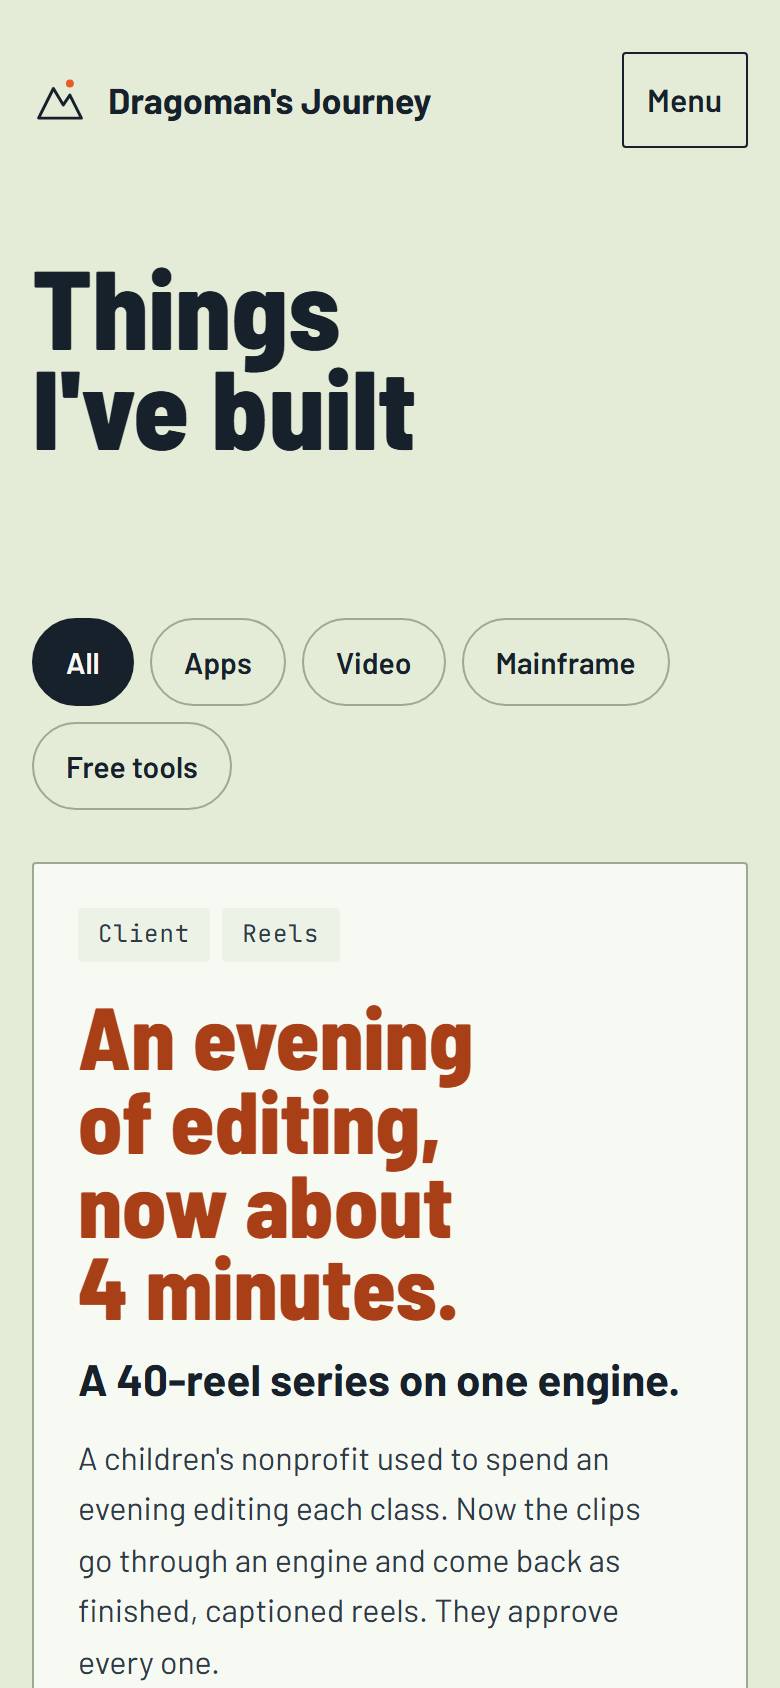 Dragoman's Journey
Menu
Things
I've built
All
Apps
Video
Mainframe
Free tools
Client
Reels
An evening
of editing,
now about
4 minutes.
A 40-reel series on one engine.
A children's nonprofit used to spend an
evening editing each class. Now the clips
go through an engine and come back as
finished, captioned reels. They approve
every one.